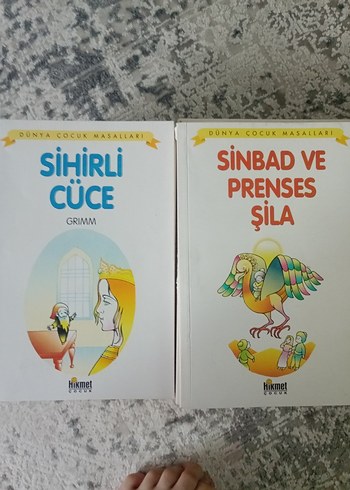 DÜNYA ÇOCUK MASALLARI
SİHİRLİ
CÜCE
GRIMM
Hikmet
ÇOCUK
DÜNYA ÇOCUK MASALLARI
SİNBAD VE
PRENSES
ŞİLA
Hikmet
ÇOCUK